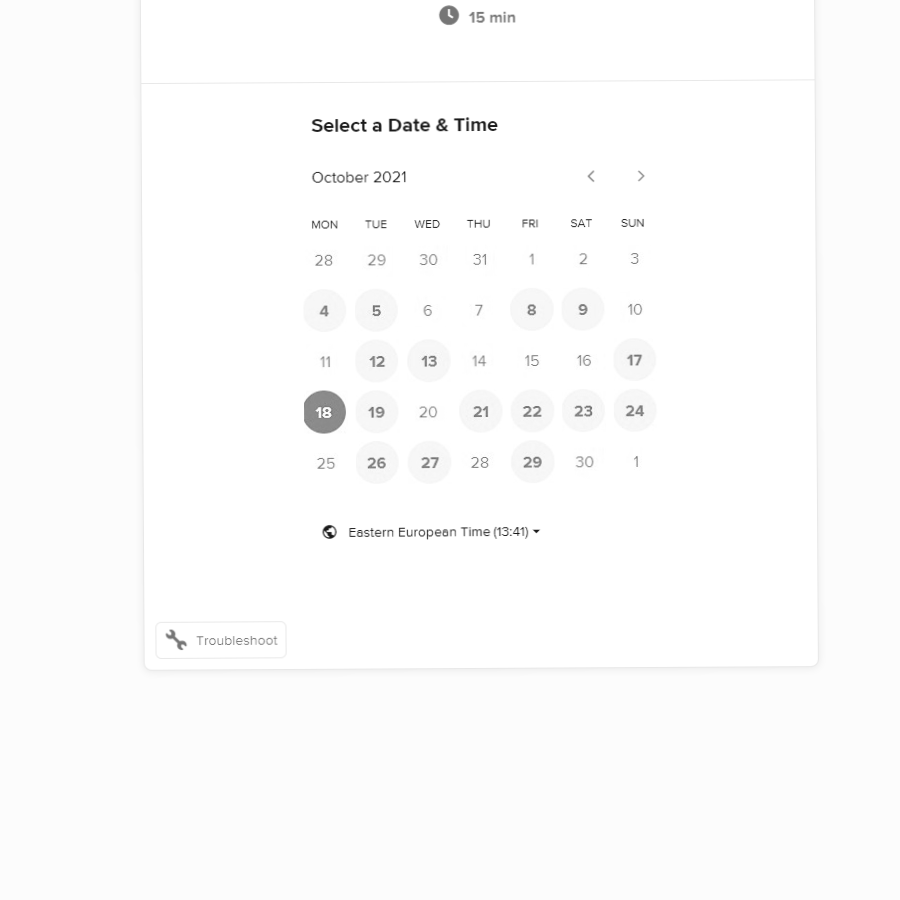 15 min
Select a Date & Time
October 2021
MON TUE WED THU FRI SAT SUN
28 29 30 31 1 2 3
4 5 6 7 8 9 10
11 12 13 14 15 16 17
18 19 20 21 22 23 24
25 26 27 28 29 30 1
Eastern European Time (13:41)
Troubleshoot